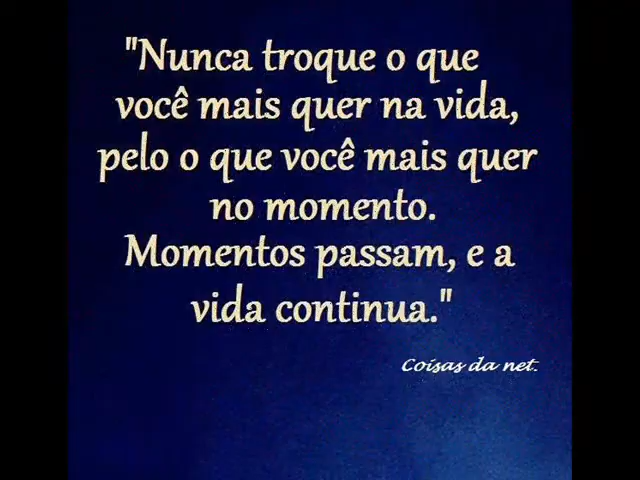 "Nunca troque o que
você mais quer na vida,
pelo o que você mais quer
no momento.
Momentos passam, e a
vida continua."
Coisas da net.